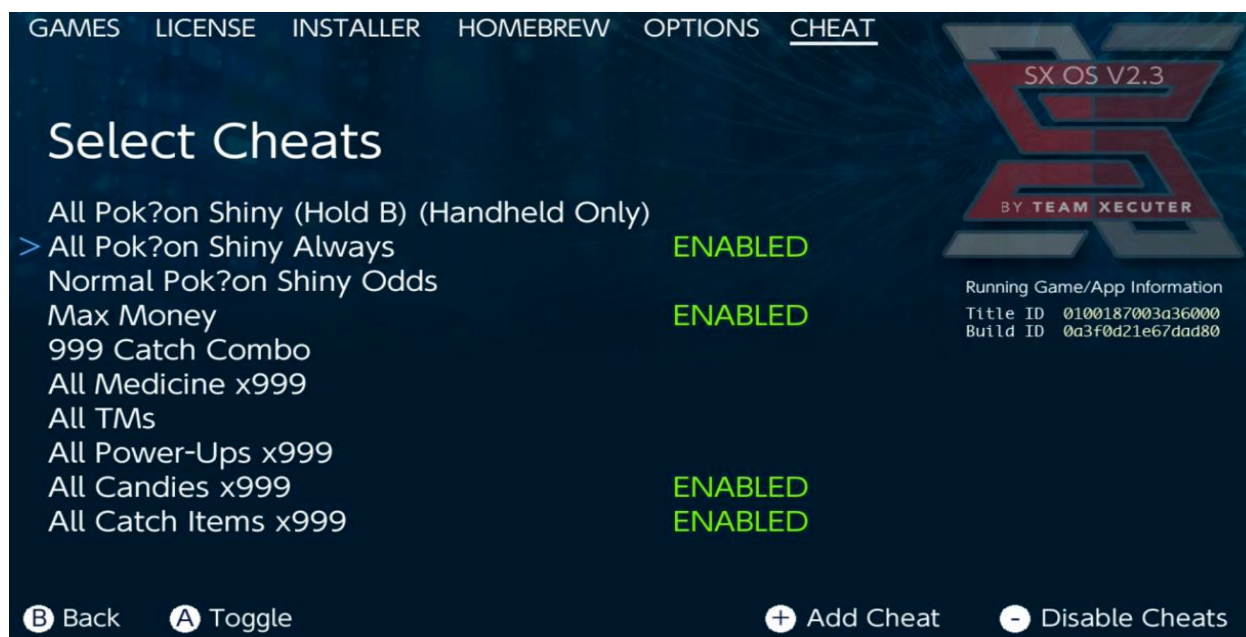 GAMES LICENSE INSTALLER HOMEBREW OPTIONS CHEAT
SX OS V2.3
BY TEAM XECUTER
Select Cheats
All Pok?on Shiny (Hold B) (Handheld Only)
> All Pok?on Shiny Always ENABLED
Normal Pok?on Shiny Odds
Max Money ENABLED
999 Catch Combo
All Medicine x999
All TMs
All Power-Ups x999
All Candies x999 ENABLED
All Catch Items x999 ENABLED
Running Game/App Information
Title ID 0100187003a36000
Build ID 0a3f0d21e67dad80
B Back A Toggle + Add Cheat - Disable Cheats